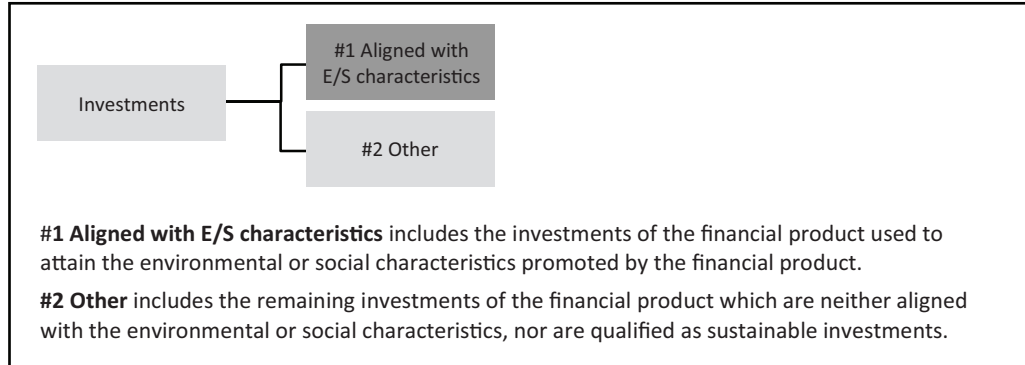 #1 Aligned with
E/S characteristics
Investments
#2 Other
#1 Aligned with E/S characteristics includes the investments of the financial product used to
attain the environmental or social characteristics promoted by the financial product.
#2 Other includes the remaining investments of the financial product which are neither aligned
with the environmental or social characteristics, nor are qualified as sustainable investments.